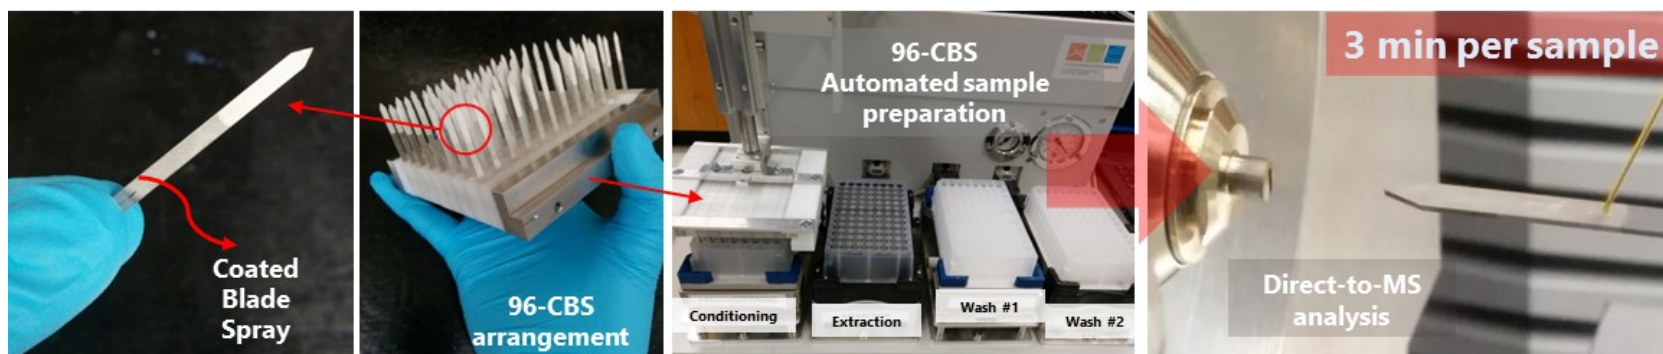 Coated
Blade
Spray
96-CBS
arrangement
96-CBS
Automated sample
preparation
Conditioning
Extraction
Wash #1
Wash #2
3 min per sample
Direct-to-MS
analysis